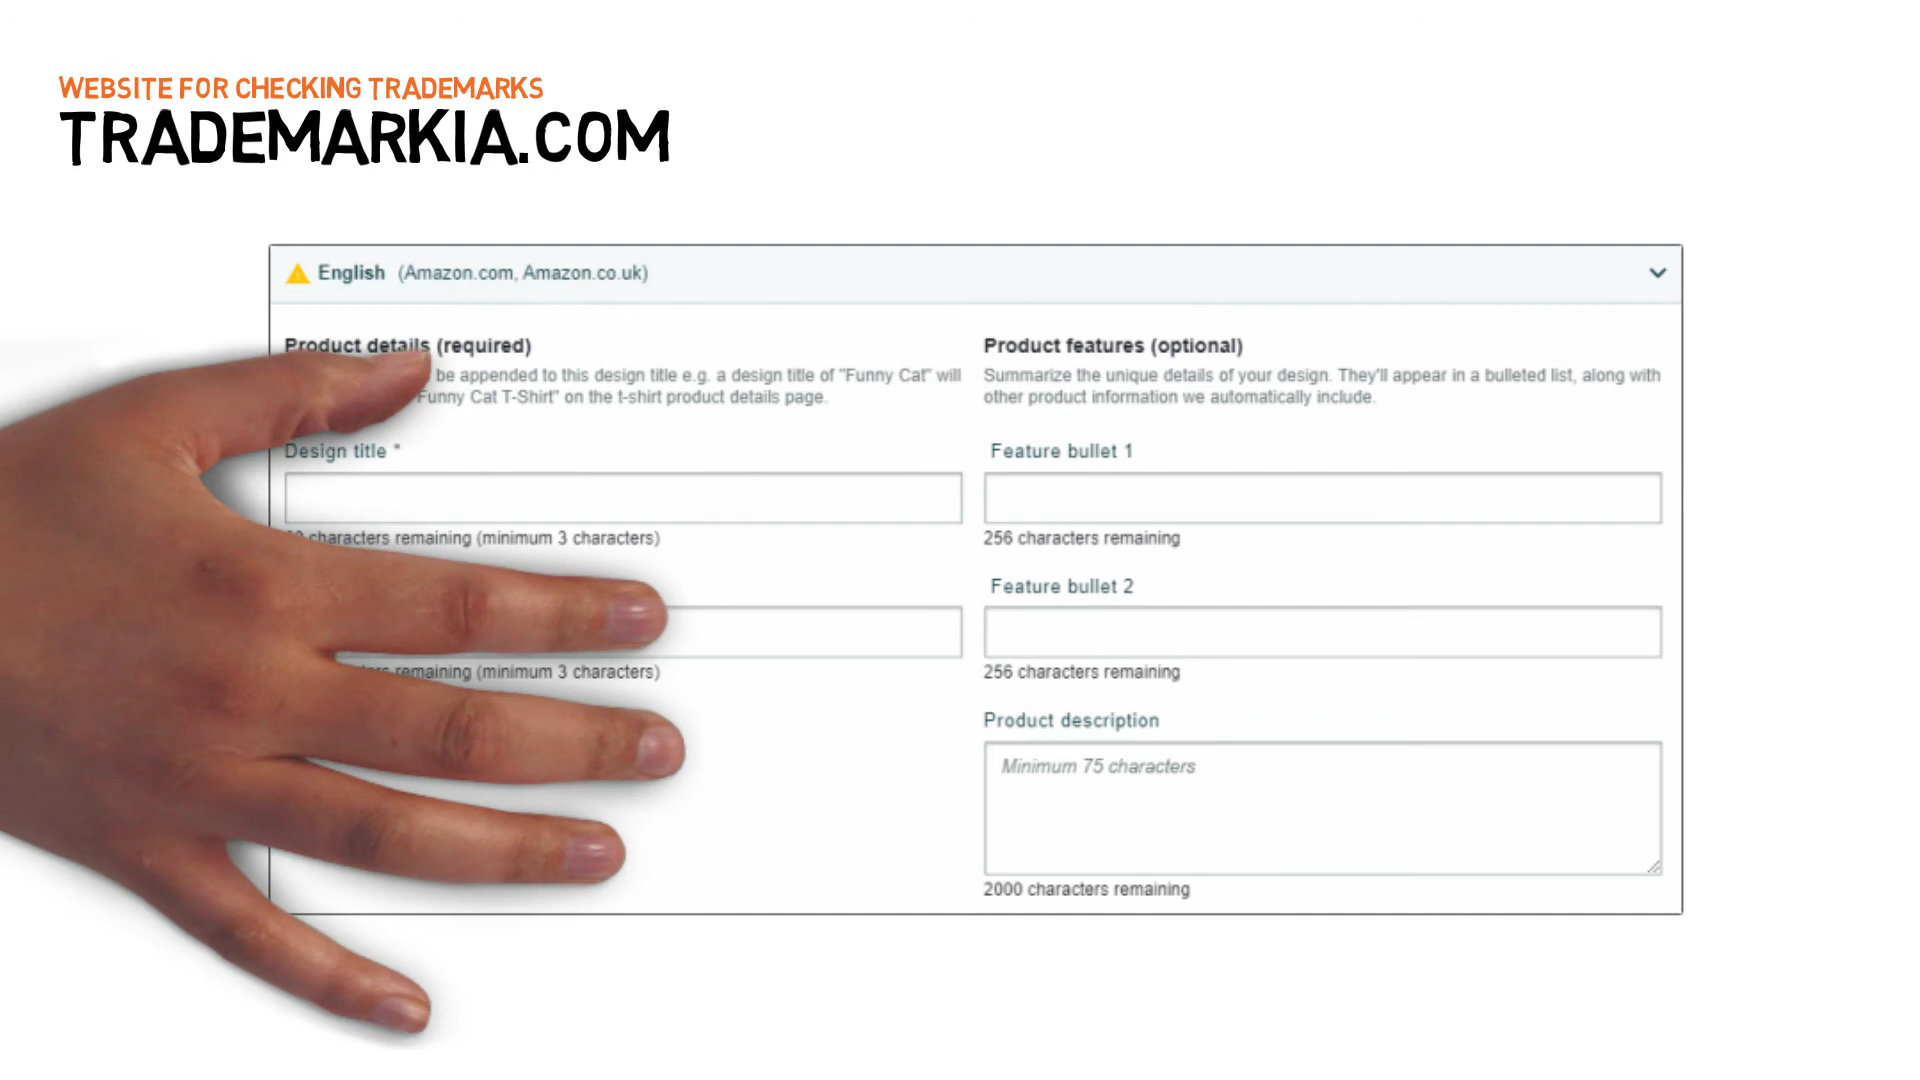 WEBSITE FOR CHECKING TRADEMARKS
TRADEMARKIA.COM
English (Amazon.com, Amazon.co.uk)
Product details (required)
be appended to this design title e.g. a design title of "Funny Cat" will
"Funny Cat T-Shirt" on the t-shirt product details page.
Design title *
characters remaining (minimum 3 characters)
remaining (minimum 3 characters)
Product features (optional)
Summarize the unique details of your design. They'll appear in a bulleted list, along with
other product information we automatically include.
Feature bullet 1
256 characters remaining
Feature bullet 2
256 characters remaining
Product description
Minimum 75 characters
2000 characters remaining